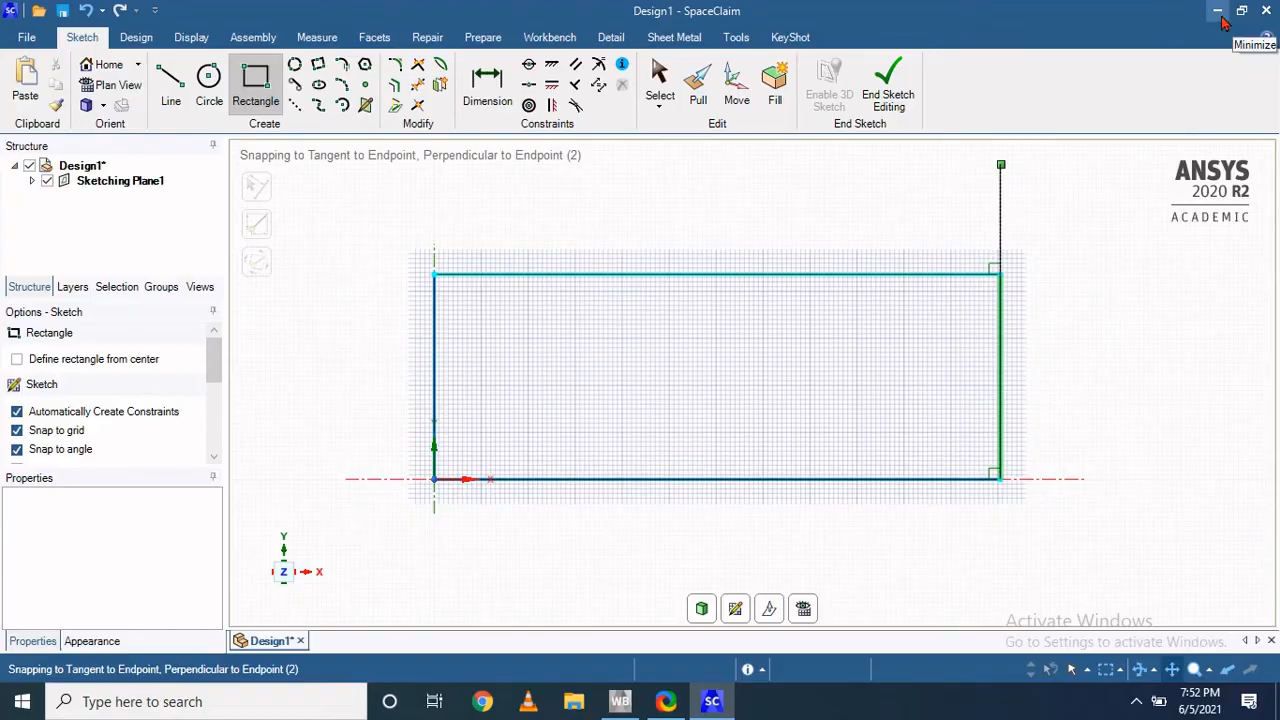 Design1 - SpaceClaim
Minimize
File Sketch Design Display Assembly Measure Facets Repair Prepare Workbench Detail Sheet Metal Tools KeyShot
Paste
Home
Plan View
Line
Circle
Rectangle
Dimension
Select
Pull
Move
Fill
Enable 3D
Sketch
End Sketch
Editing
Clipboard Orient Create Modify Constraints Edit End Sketch
Structure
Design1*
Sketching Plane1
Structure Layers Selection Groups Views
Options - Sketch
Rectangle
Define rectangle from center
Sketch
Automatically Create Constraints
Snap to grid
Snap to angle
Properties
Properties Appearance
Snapping to Tangent to Endpoint, Perpendicular to Endpoint (2)
ANSYS
2020 R2
ACADEMIC
Y
Z X
Activate Windows
Go to Settings to activate Windows.
Design1*
Snapping to Tangent to Endpoint, Perpendicular to Endpoint (2)
Type here to search
WB
SC
7:52 PM
6/5/2021